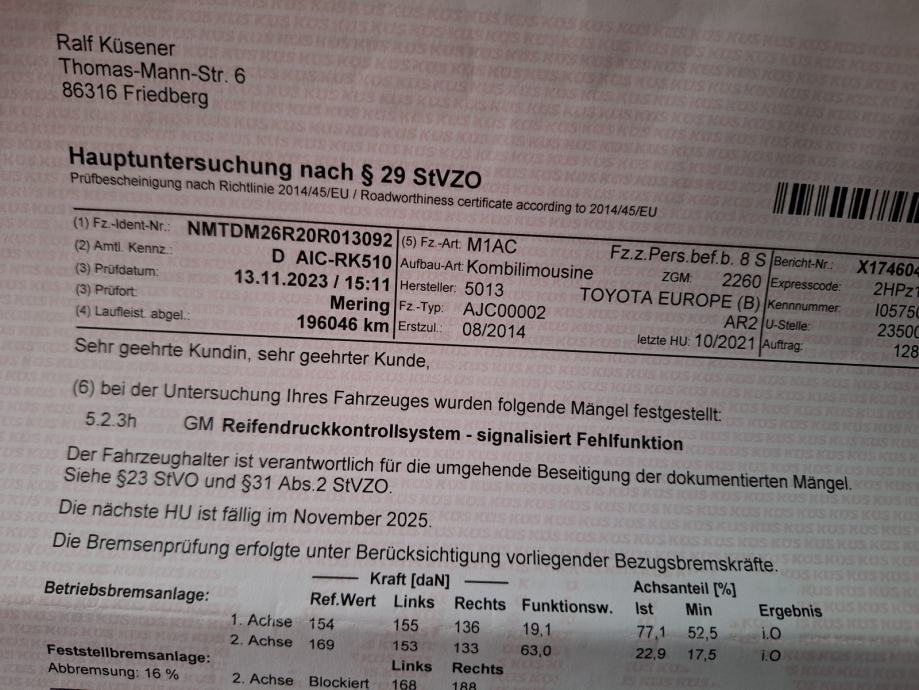 Ralf Küsener
Thomas-Mann-Str. 6
86316 Friedberg
Hauptuntersuchung nach § 29 StVZO
Prüfbescheinigung nach Richtlinie 2014/45/EU / Roadworthiness certificate according to 2014/45/EU
(1) Fz.-Ident-Nr.: NMTDM26R20R013092 (5) Fz.-Art: M1AC Fz.z.Pers.bef.b. 8 S Bericht-Nr.: X174604
(2) Amtl. Kennz.: D AIC-RK510 Aufbau-Art: Kombilimousine ZGM: 2260 Expresscode: 2HPz1
(3) Prüfdatum: 13.11.2023 / 15:11 Hersteller: 5013 TOYOTA EUROPE (B) Kennnummer: I05750
(3) Prüfort: Mering Fz.-Typ: AJC00002 AR2 U-Stelle: 23500
(4) Laufleist. abgel.: 196046 km Erstzul.: 08/2014 letzte HU: 10/2021 Auftrag: 128
Sehr geehrte Kundin, sehr geehrter Kunde,
(6) bei der Untersuchung Ihres Fahrzeuges wurden folgende Mängel festgestellt:
5.2.3h GM Reifendruckkontrollsystem - signalisiert Fehlfunktion
Der Fahrzeughalter ist verantwortlich für die umgehende Beseitigung der dokumentierten Mängel.
Siehe §23 StVO und §31 Abs.2 StVZO.
Die nächste HU ist fällig im November 2025.
Die Bremsenprüfung erfolgte unter Berücksichtigung vorliegender Bezugsbremskräfte.
Kraft [daN] Achsanteil [%]
Betriebsbremsanlage: Ref.Wert Links Rechts Funktionsw. Ist Min Ergebnis
1. Achse 154 155 136 19,1 77,1 52,5 i.O
2. Achse 169 153 133 63,0 22,9 17,5 i.O
Feststellbremsanlage: Links Rechts
Abbremsung: 16 % 2. Achse Blockiert 168 188